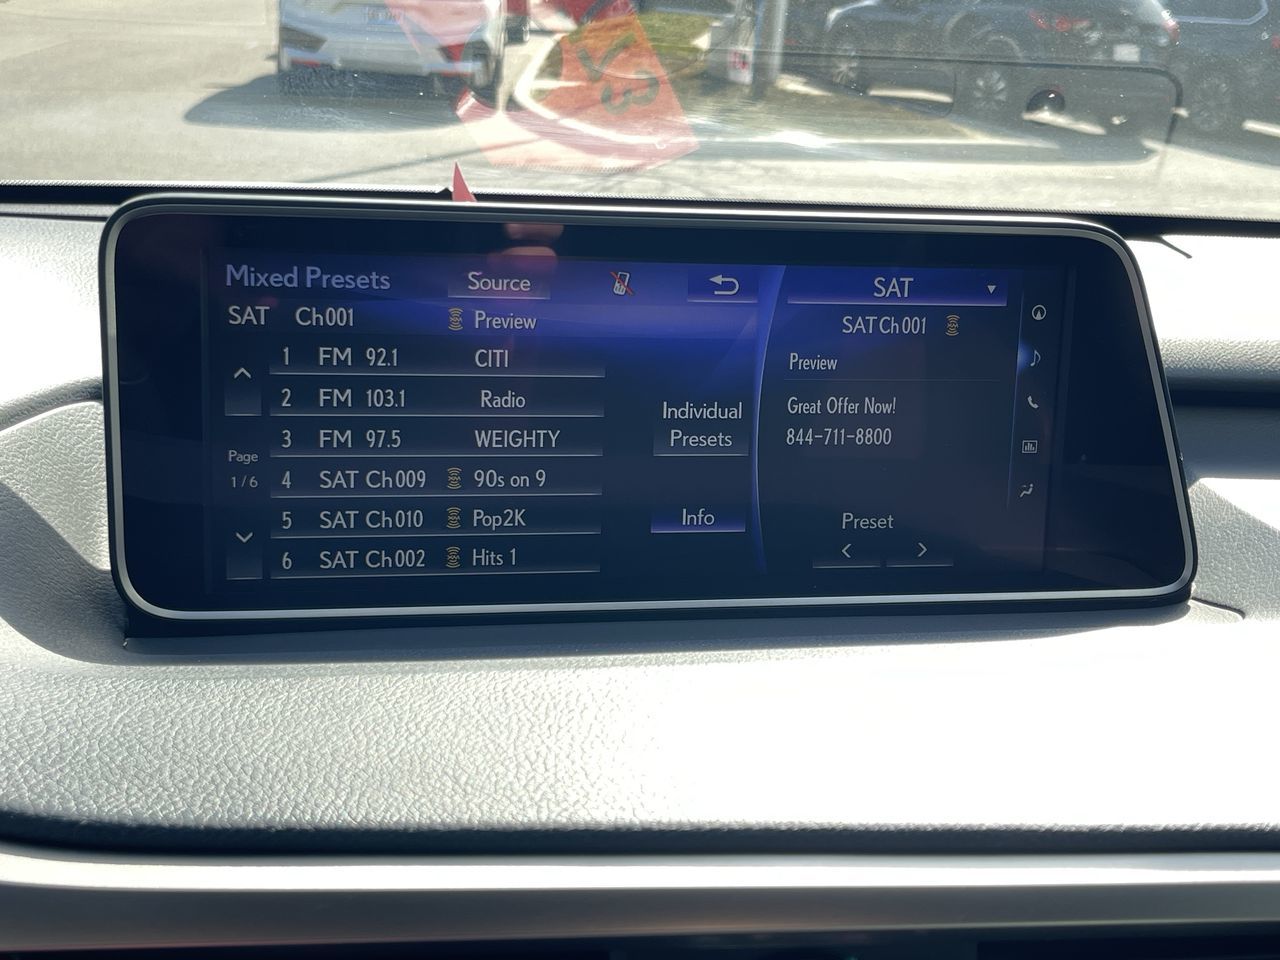 Mixed Presets Source
SAT Ch001 Preview
1 FM 92.1 CITI
2 FM 103.1 Radio
3 FM 97.5 WEIGHTY
4 SAT Ch009 90s on 9
5 SAT Ch010 Pop2K
6 SAT Ch002 Hits 1
Page
1/6
Individual
Presets
Info
SAT
SAT Ch 001
Preview
Great Offer Now!
844-711-8800
Preset